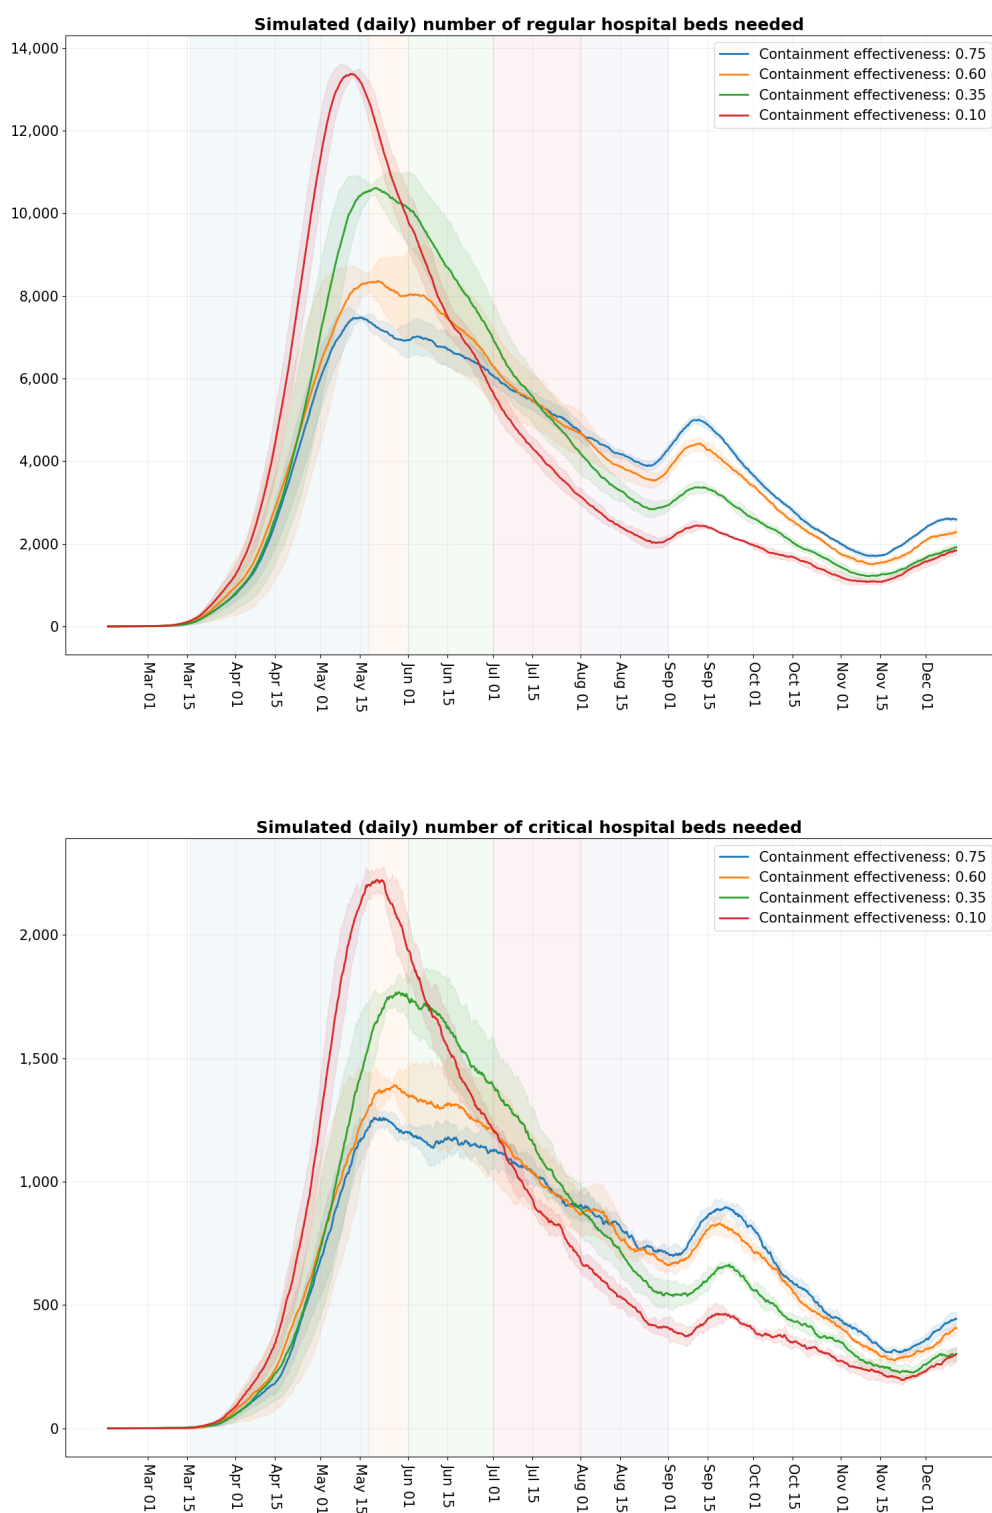 Simulated (daily) number of regular hospital beds needed
14,000
12,000
10,000
8,000
6,000
4,000
2,000
0
Containment effectiveness: 0.75
Containment effectiveness: 0.60
Containment effectiveness: 0.35
Containment effectiveness: 0.10
Mar 01
Mar 15
Apr 01
Apr 15
May 01
May 15
Jun 01
Jun 15
Jul 01
Jul 15
Aug 01
Aug 15
Sep 01
Sep 15
Oct 01
Oct 15
Nov 01
Nov 15
Dec 01
Simulated (daily) number of critical hospital beds needed
2,000
1,500
1,000
500
0
Containment effectiveness: 0.75
Containment effectiveness: 0.60
Containment effectiveness: 0.35
Containment effectiveness: 0.10
Mar 01
Mar 15
Apr 01
Apr 15
May 01
May 15
Jun 01
Jun 15
Jul 01
Jul 15
Aug 01
Aug 15
Sep 01
Sep 15
Oct 01
Oct 15
Nov 01
Nov 15
Dec 01